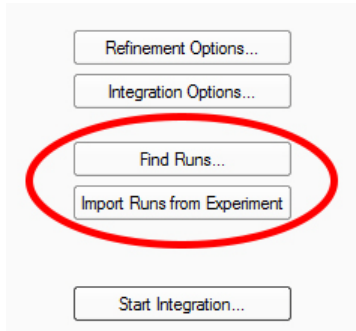 Refinement Options...
Integration Options...
Find Runs...
Import Runs from Experiment
Start Integration...